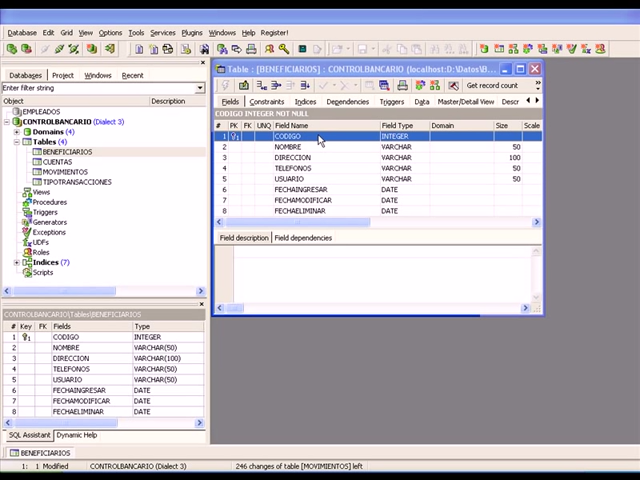 Database Edit Grid View Options Tools Services Plugins Windows Help Register!
Databases Project Windows Recent
Enter filter string
Object Description
EMPLEADOS
CONTROLBANCARIO (Dialect 3)
Domains (4)
Tables (4)
BENEFICIARIOS
CUENTAS
MOVIMIENTOS
TIPOTRANSACCIONES
Views
Procedures
Triggers
Generators
Exceptions
UDFs
Roles
Indices (7)
Scripts
CONTROLBANCARIO\Tables\BENEFICIARIOS
# Key FK Fields Type
1 1 CODIGO INTEGER
2 NOMBRE VARCHAR(50)
3 DIRECCION VARCHAR(100)
4 TELEFONOS VARCHAR(50)
5 USUARIO VARCHAR(50)
6 FECHAINGRESAR DATE
7 FECHAMODIFICAR DATE
8 FECHAELIMINAR DATE
SQL Assistant Dynamic Help
Table : [BENEFICIARIOS] : CONTROLBANCARIO (localhost:D:\Datos\B...
Get record count
Fields Constraints Indices Dependencies Triggers Data Master/Detail View Descr
CODIGO INTEGER NOT NULL
# PK FK UNQ Field Name Field Type Domain Size Scale
1 1 CODIGO INTEGER
2 NOMBRE VARCHAR 50
3 DIRECCION VARCHAR 100
4 TELEFONOS VARCHAR 50
5 USUARIO VARCHAR 50
6 FECHAINGRESAR DATE
7 FECHAMODIFICAR DATE
8 FECHAELIMINAR DATE
Field description Field dependencies
BENEFICIARIOS
1: 1 Modified CONTROLBANCARIO (Dialect 3) 246 changes of table [MOVIMIENTOS] left